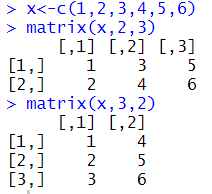 > x<-c(1,2,3,4,5,6)
> matrix(x,2,3)
     [,1] [,2] [,3]
[1,]    1    3    5
[2,]    2    4    6
> matrix(x,3,2)
     [,1] [,2]
[1,]    1    4
[2,]    2    5
[3,]    3    6